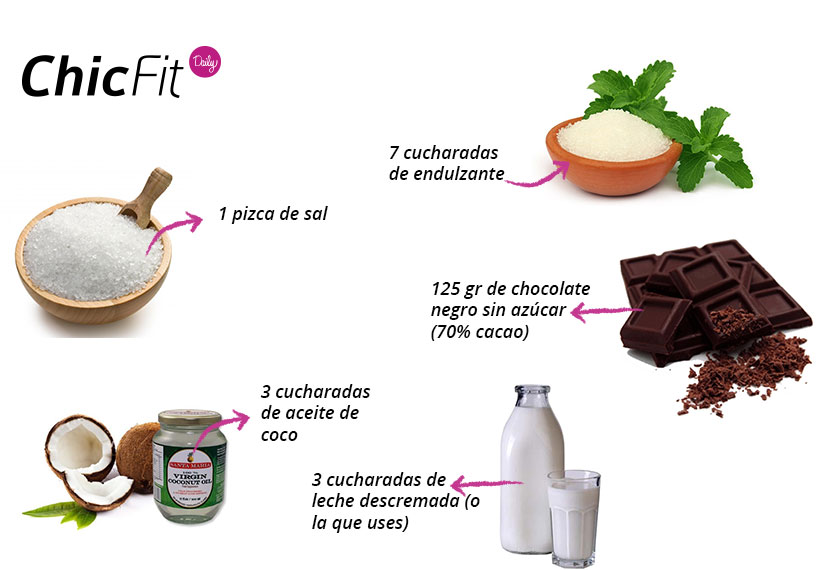 ChicFit Daily
7 cucharadas
de endulzante
1 pizca de sal
125 gr de chocolate
negro sin azúcar
(70% cacao)
3 cucharadas
de aceite de
coco
SANTA MARIA
VIRGIN
COCONUT OIL
3 cucharadas de
leche descremada (o
la que uses)